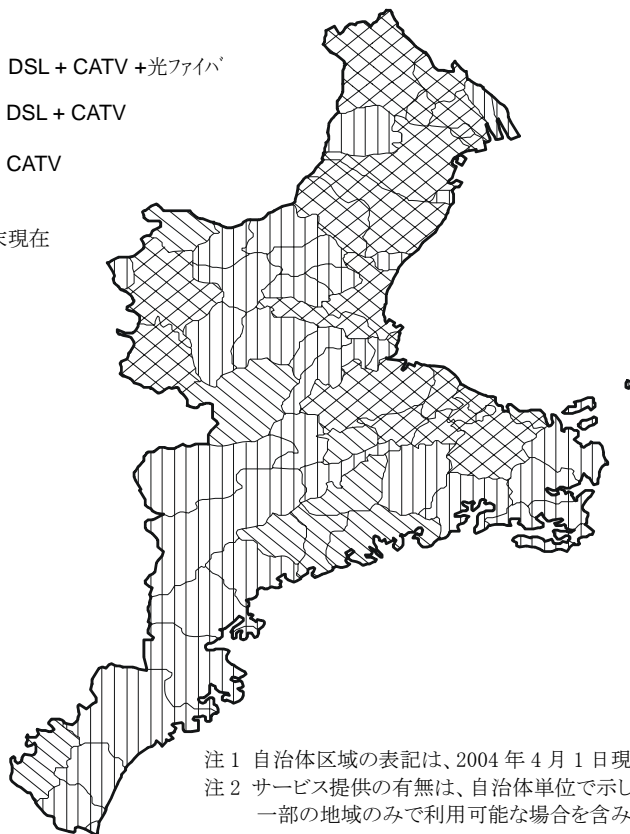 DSL + CATV +光ファイバ
DSL + CATV
CATV
末現在
注 1 自治体区域の表記は、2004 年 4 月 1 日現
注 2 サービス提供の有無は、自治体単位で示し
一部の地域のみで利用可能な場合を含み